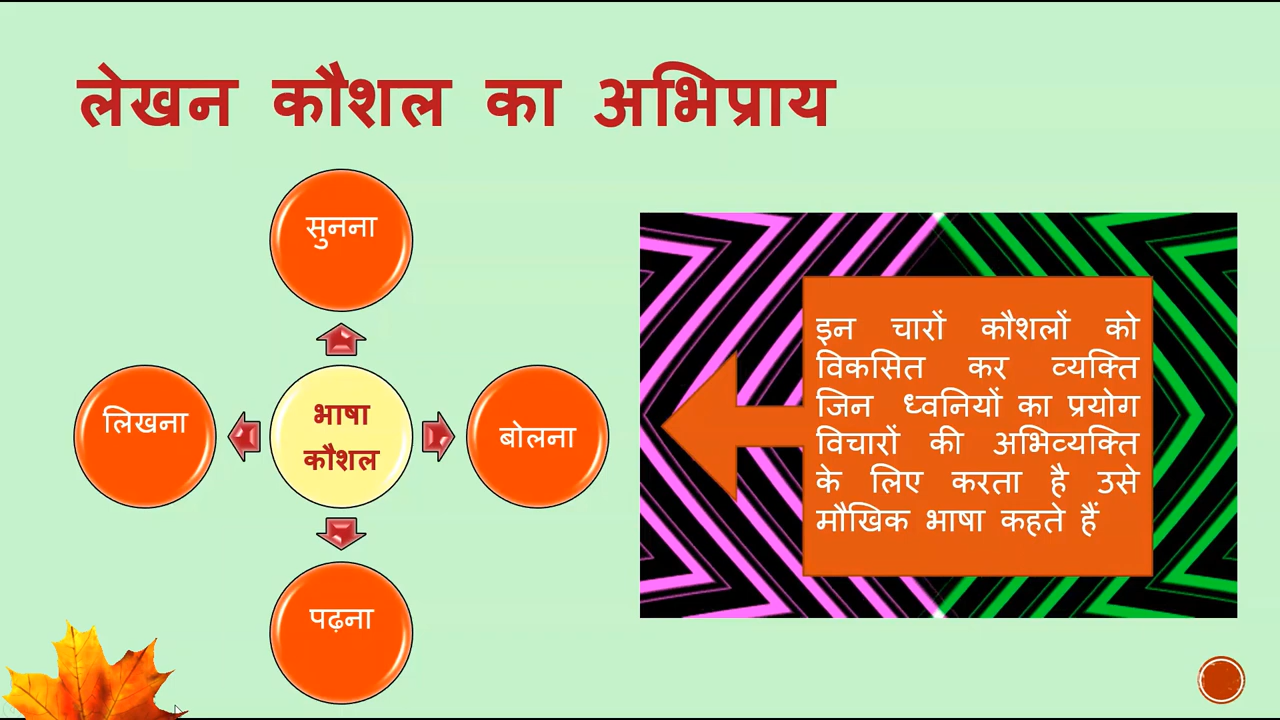 लेखन कौशल का अभिप्राय
सुनना
लिखना
भाषा
कौशल
बोलना
पढ़ना
इन चारों कौशलों को
विकसित कर व्यक्ति
जिन ध्वनियों का प्रयोग
विचारों की अभिव्यक्ति
के लिए करता है उसे
मौखिक भाषा कहते हैं